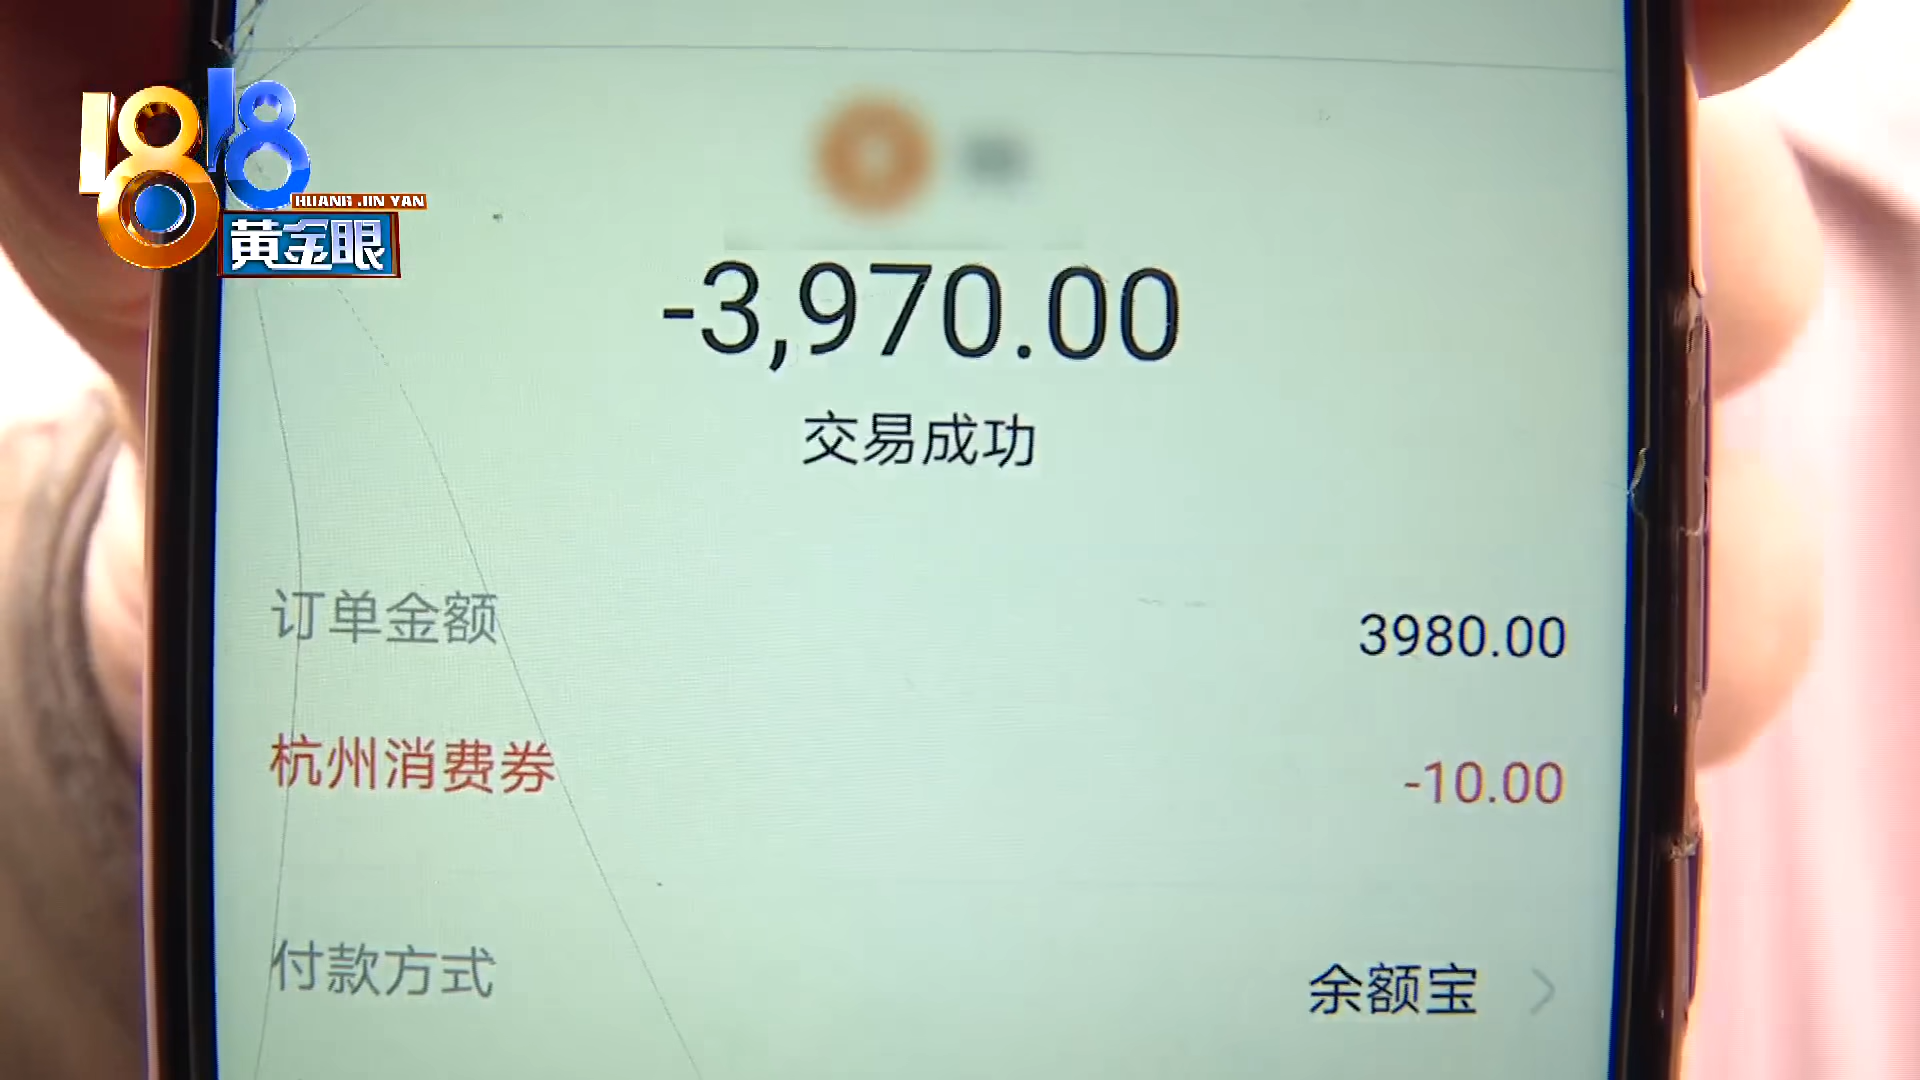 1818
HUANG JIN YAN
黄金眼
-3,970.00
交易成功
订单金额 3980.00
杭州消费券 -10.00
付款方式 余额宝